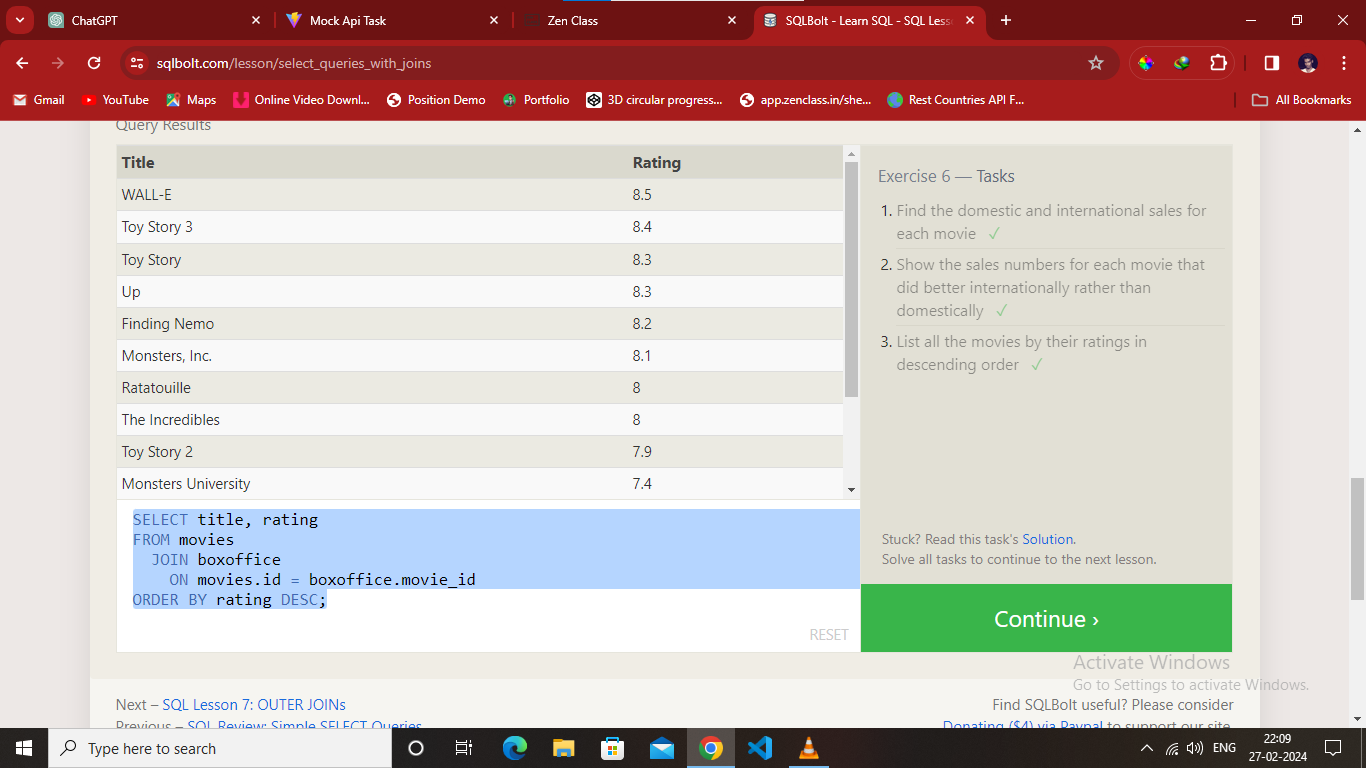 ChatGPT
Mock Api Task
Zen Class
SQLBolt - Learn SQL - SQL Less
sqlbolt.com/lesson/select_queries_with_joins
Gmail
YouTube
Maps
Online Video Downl...
Position Demo
Portfolio
3D circular progress...
app.zenclass.in/she...
Rest Countries API F...
All Bookmarks
Query Results
Title Rating
WALL-E 8.5
Toy Story 3 8.4
Toy Story 8.3
Up 8.3
Finding Nemo 8.2
Monsters, Inc. 8.1
Ratatouille 8
The Incredibles 8
Toy Story 2 7.9
Monsters University 7.4
SELECT title, rating
FROM movies
JOIN boxoffice
ON movies.id = boxoffice.movie_id
ORDER BY rating DESC;
RESET
Exercise 6 — Tasks
1. Find the domestic and international sales for
each movie ✓
2. Show the sales numbers for each movie that
did better internationally rather than
domestically ✓
3. List all the movies by their ratings in
descending order ✓
Stuck? Read this task's Solution.
Solve all tasks to continue to the next lesson.
Continue ›
Activate Windows
Go to Settings to activate Windows.
Next – SQL Lesson 7: OUTER JOINs
Previous – SQL Review: Simple SELECT Queries
Find SQLBolt useful? Please consider
Donating ($4) via Paypal to support our site.
Type here to search
ENG
22:09
27-02-2024